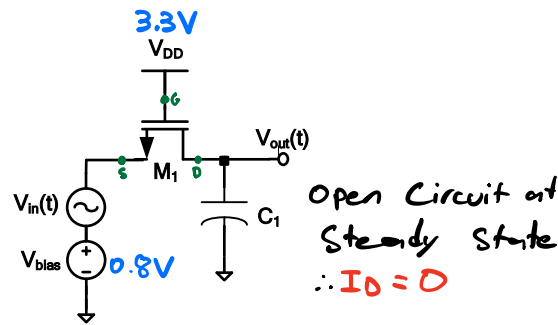 3.3V
VDD
G
Vout(t)
S
M1
D
Vin(t)
C1
Open Circuit at
Steady State
∴ ID = 0
Vbias
+
−
0.8V